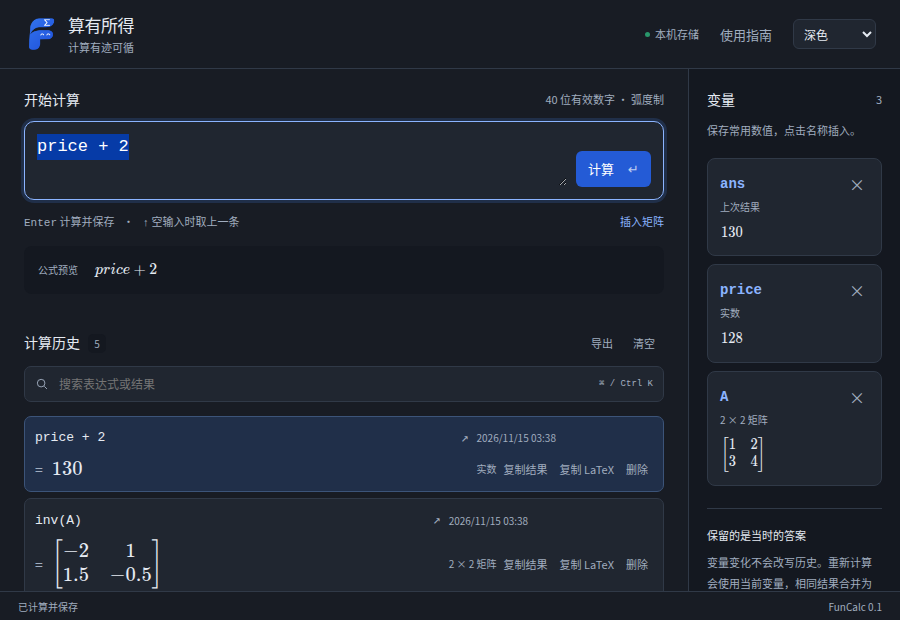 算有所得
计算有迹可循
本机存储
使用指南
深色
开始计算
40 位有效数字 · 弧度制
price + 2
计算 ↵
Enter 计算并保存 · ↑ 空输入时取上一条
插入矩阵
公式预览 price + 2
计算历史 5
导出 清空
搜索表达式或结果
⌘ / Ctrl K
price + 2
↗ 2026/11/15 03:38
= 130
实数 复制结果 复制 LaTeX 删除
inv(A)
↗ 2026/11/15 03:38
= [−2 1
1.5 −0.5]
2 × 2 矩阵 复制结果 复制 LaTeX 删除
变量 3
保存常用数值，点击名称插入。
ans ×
上次结果
130
price ×
实数
128
A ×
2 × 2 矩阵
[1 2
3 4]
保留的是当时的答案
变量变化不会改写历史。重新计算
会使用当前变量，相同结果合并为
已计算并保存
FunCalc 0.1